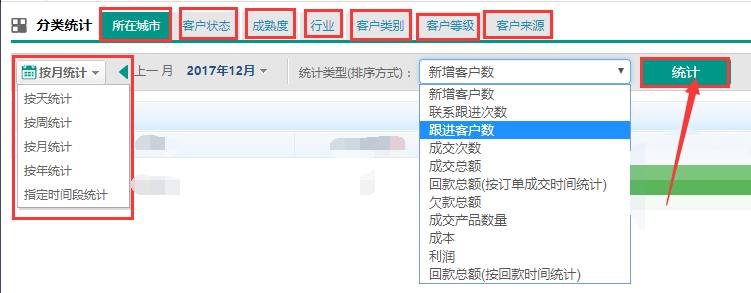 分类统计 所在城市 客户状态 成熟度 行业 客户类别 客户等级 客户来源
按月统计 上一月 2017年12月 统计类型(排序方式)： 新增客户数 统计
按天统计
按周统计
按月统计
按年统计
指定时间段统计
新增客户数
联系跟进次数
跟进客户数
成交次数
成交总额
回款总额(按订单成交时间统计)
欠款总额
成交产品数量
成本
利润
回款总额(按回款时间统计)